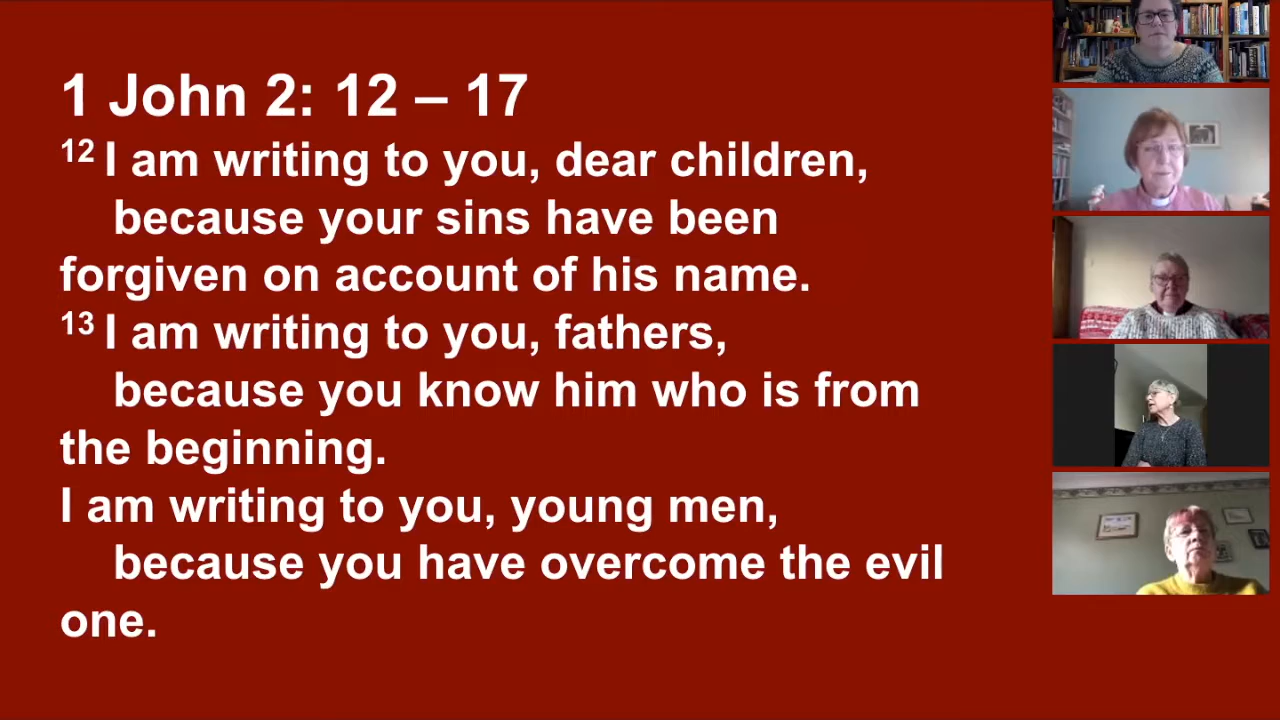 1 John 2: 12 – 17
12 I am writing to you, dear children,
because your sins have been
forgiven on account of his name.
13 I am writing to you, fathers,
because you know him who is from
the beginning.
I am writing to you, young men,
because you have overcome the evil
one.